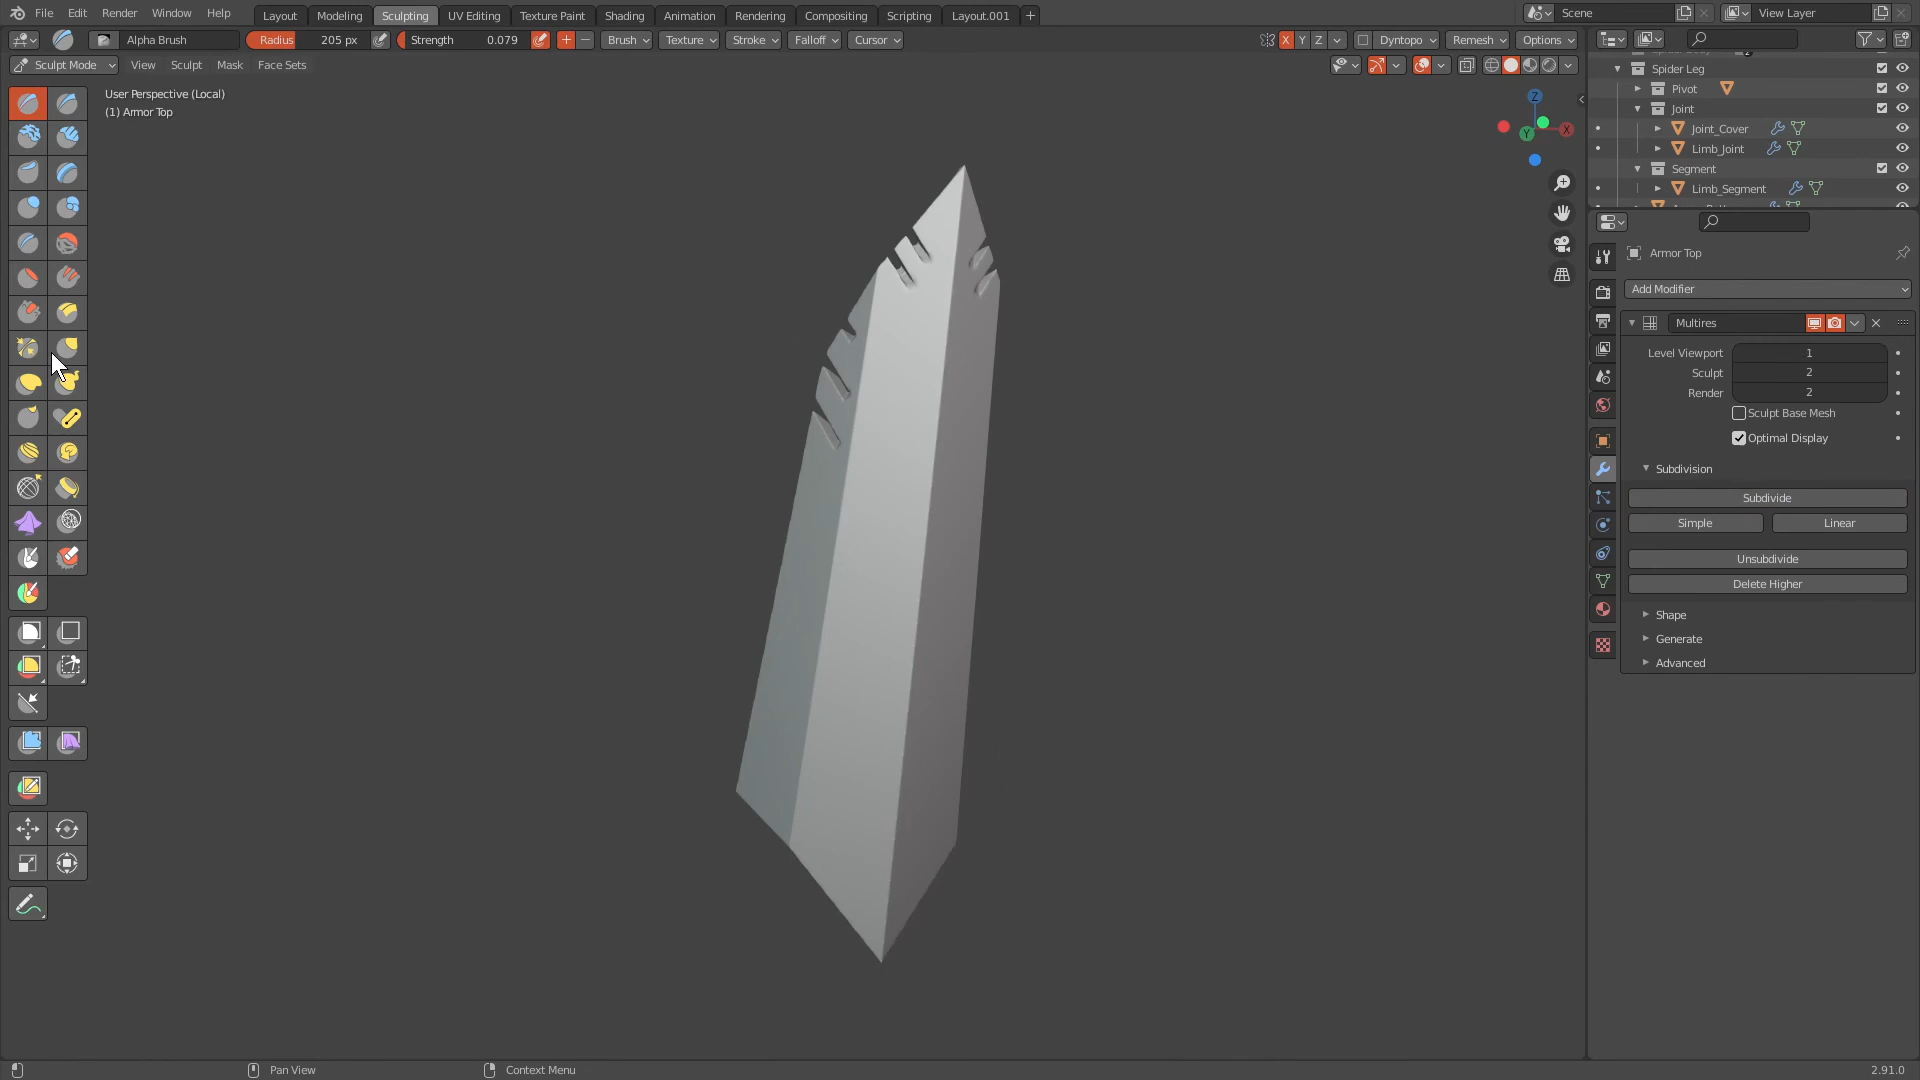 File Edit Render Window Help Layout Modeling Sculpting UV Editing Texture Paint Shading Animation Rendering Compositing Scripting Layout.001 + Scene View Layer
Alpha Brush Radius 205 px Strength 0.079 + − Brush Texture Stroke Falloff Cursor X Y Z Dyntopo Remesh Options
Sculpt Mode View Sculpt Mask Face Sets
Spider Leg
Pivot
Joint
Joint_Cover
Limb_Joint
Segment
Limb_Segment
User Perspective (Local)
(1) Armor Top
Z
X
Y
Armor Top
Add Modifier
Multires
Level Viewport 1
Sculpt 2
Render 2
Sculpt Base Mesh
Optimal Display
Subdivision
Subdivide
Simple Linear
Unsubdivide
Delete Higher
Shape
Generate
Advanced
Pan View Context Menu 2.91.0